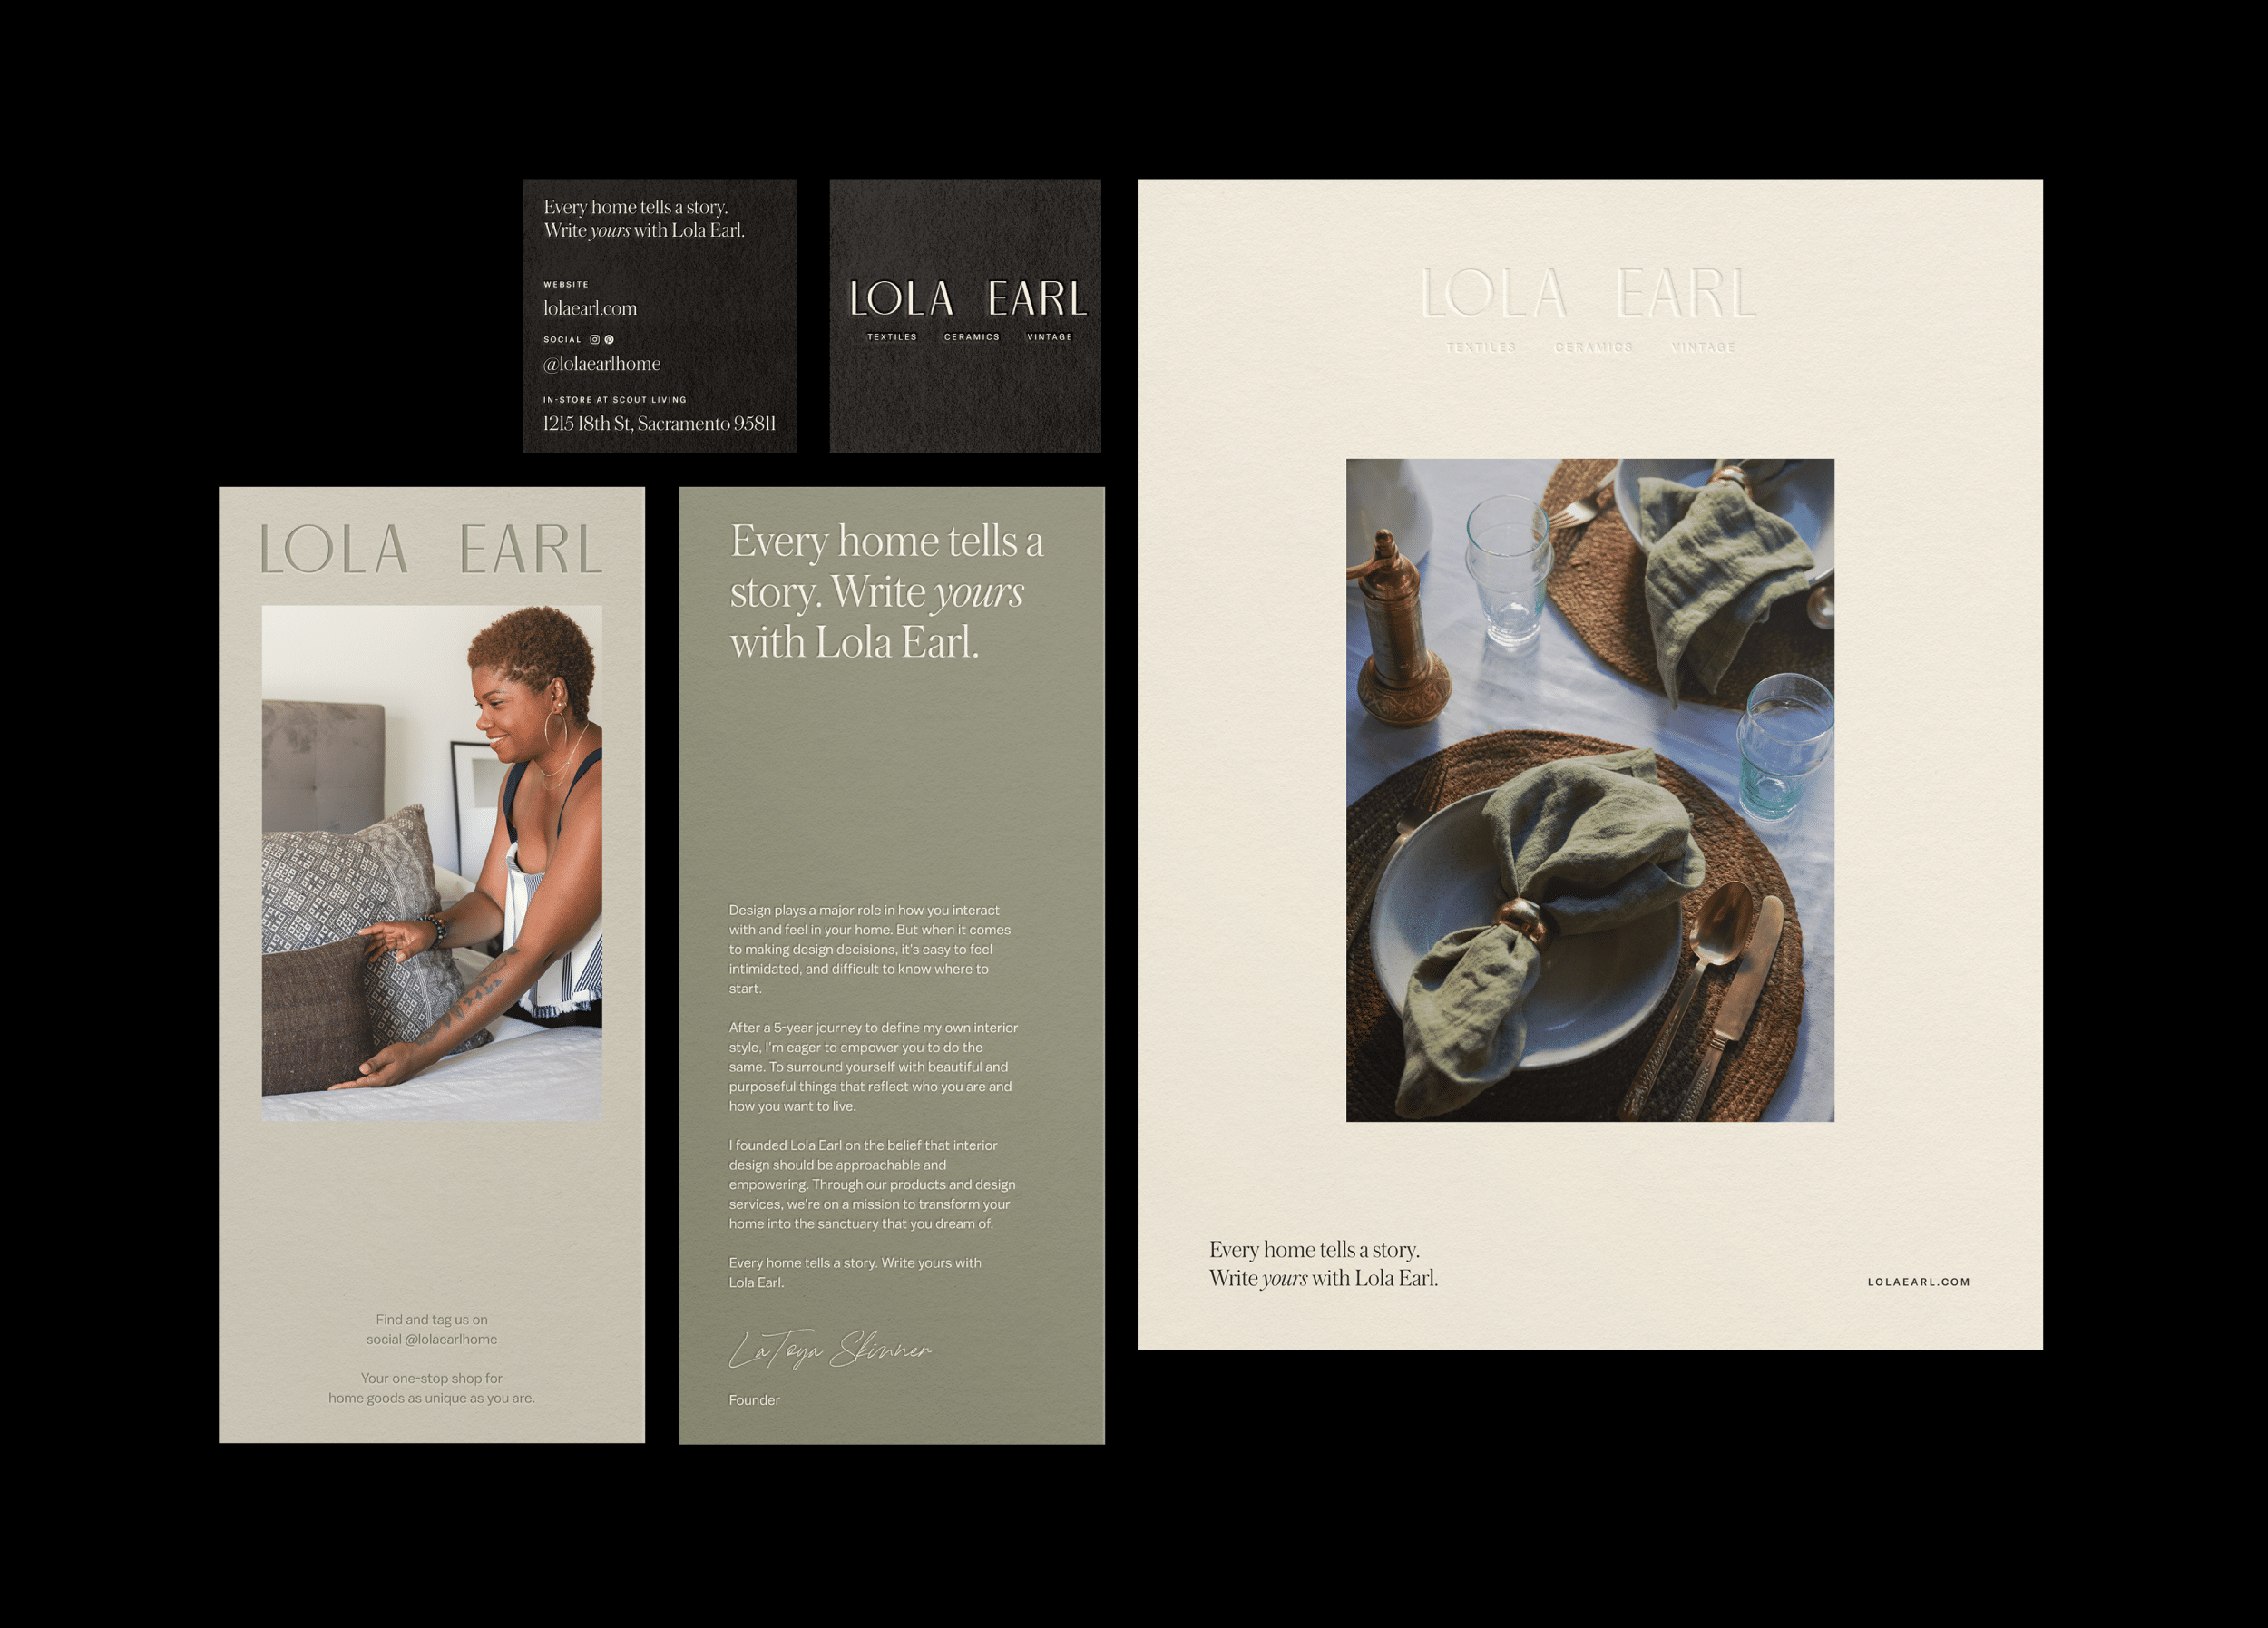 Every home tells a story.
Write yours with Lola Earl.
WEBSITE
lolaearl.com
SOCIAL
@lolaearlhome
IN-STORE AT SCOUT LIVING
1215 18th St, Sacramento 95811
LOLA EARL
TEXTILES CERAMICS VINTAGE
LOLA EARL
Find and tag us on
social @lolaearlhome
Your one-stop shop for
home goods as unique as you are.
Every home tells a
story. Write yours
with Lola Earl.
Design plays a major role in how you interact
with and feel in your home. But when it comes
to making design decisions, it's easy to feel
intimidated, and difficult to know where to
start.
After a 5-year journey to define my own interior
style, I'm eager to empower you to do the
same. To surround yourself with beautiful and
purposeful things that reflect who you are and
how you want to live.
I founded Lola Earl on the belief that interior
design should be approachable and
empowering. Through our products and design
services, we're on a mission to transform your
home into the sanctuary that you dream of.
Every home tells a story. Write yours with
Lola Earl.
LaToya Skinner
Founder
LOLA EARL
TEXTILES CERAMICS VINTAGE
Every home tells a story.
Write yours with Lola Earl.
LOLAEARL.COM